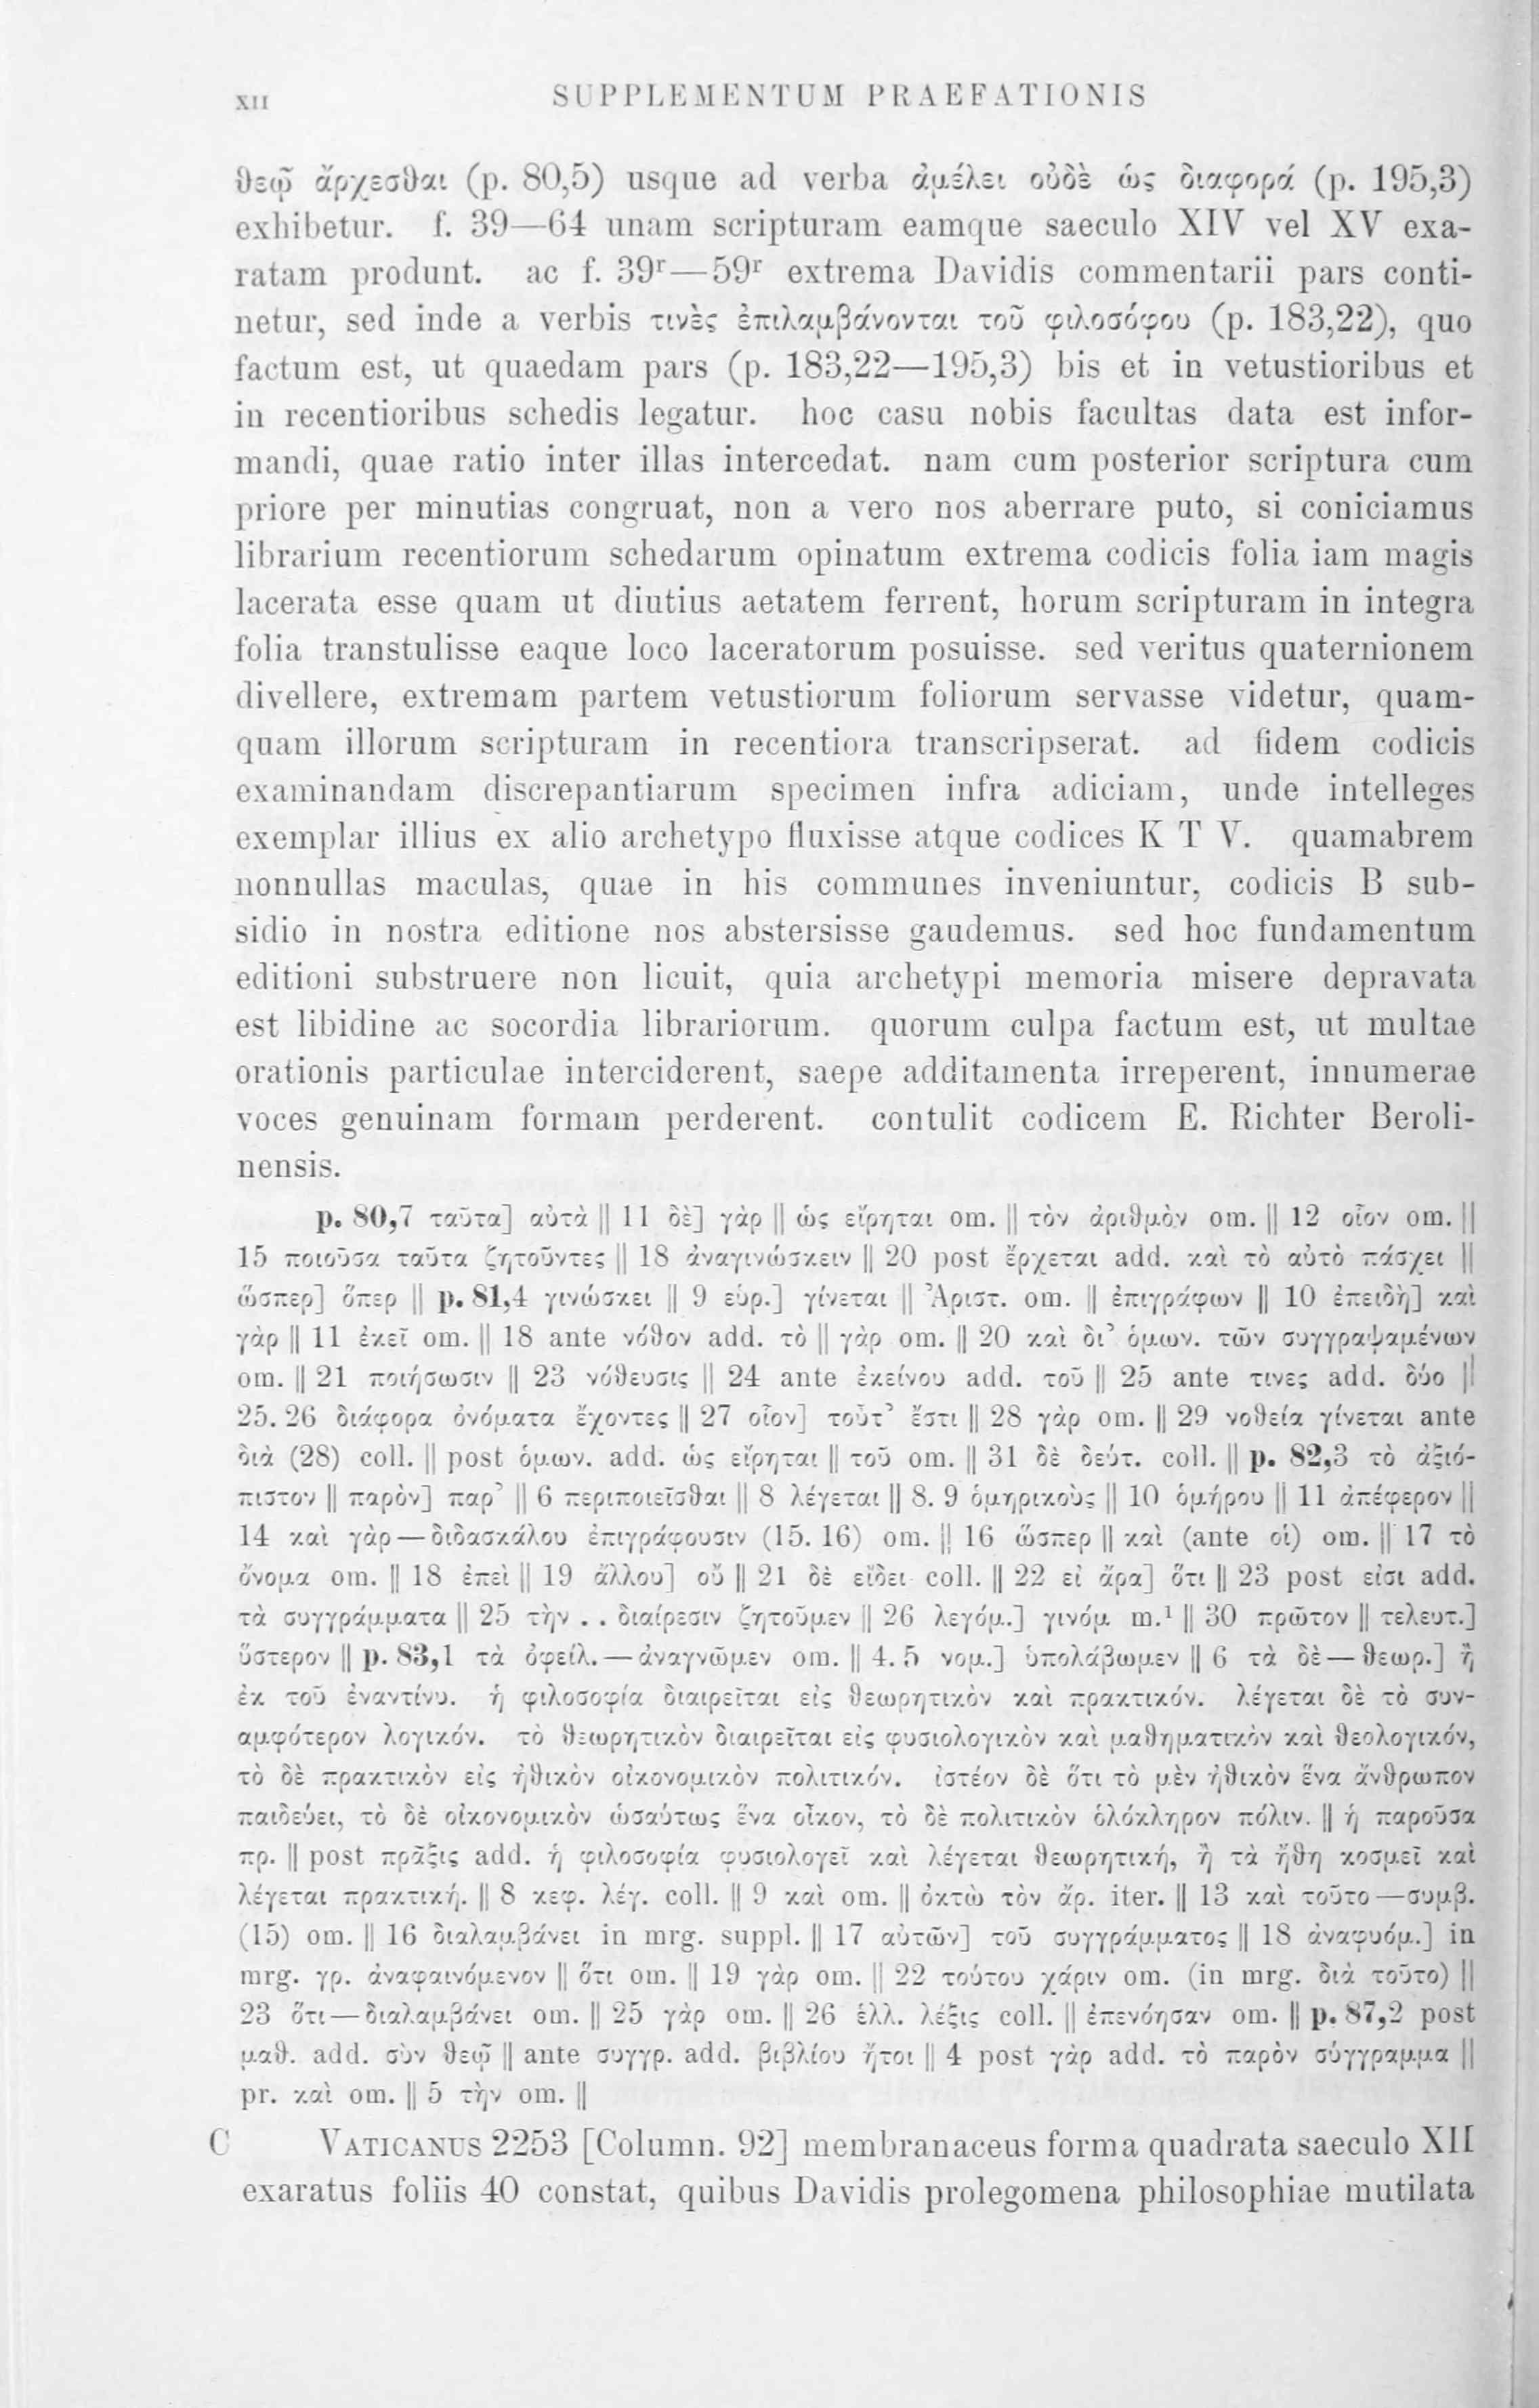 XII SUPPLEMENTUM PRAEFATIONIS
θεῷ ἄρχεσθαι (p. 80,5) usque ad verba ἀμέλει οὐδὲ ὡς διαφορά (p. 195,3)
exhibetur. f. 39—64 unam scripturam eamque saeculo XIV vel XV exa-
ratam produnt. ac f. 39ʳ—59ʳ extrema Davidis commentarii pars conti-
netur, sed inde a verbis τινὲς ἐπιλαμβάνονται τοῦ φιλοσόφου (p. 183,22), quo
factum est, ut quaedam pars (p. 183,22—195,3) bis et in vetustioribus et
in recentioribus schedis legatur. hoc casu nobis facultas data est infor-
mandi, quae ratio inter illas intercedat. nam cum posterior scriptura cum
priore per minutias congruat, non a vero nos aberrare puto, si coniciamus
librarium recentiorum schedarum opinatum extrema codicis folia iam magis
lacerata esse quam ut diutius aetatem ferrent, horum scripturam in integra
folia transtulisse eaque loco laceratorum posuisse. sed veritus quaternionem
divellere, extremam partem vetustiorum foliorum servasse videtur, quam-
quam illorum scripturam in recentiora transcripserat. ad fidem codicis
examinandam discrepantiarum specimen infra adiciam, unde intelleges
exemplar illius ex alio archetypo fluxisse atque codices K T V. quamabrem
nonnullas maculas, quae in his communes inveniuntur, codicis B sub-
sidio in nostra editione nos abstersisse gaudemus. sed hoc fundamentum
editioni substruere non licuit, quia archetypi memoria misere depravata
est libidine ac socordia librariorum. quorum culpa factum est, ut multae
orationis particulae interciderent, saepe additamenta irreperent, innumerae
voces genuinam formam perderent. contulit codicem E. Richter Beroli-
nensis.
p. 80,7 ταῦτα] αὐτὰ || 11 δὲ] γὰρ || ὡς εἴρηται om. || τὸν ἀριθμὸν om. || 12 οἷον om. ||
15 ποιοῦσα ταῦτα ζητοῦντες || 18 ἀναγινώσκειν || 20 post ἔρχεται add. καὶ τὸ αὐτὸ πάσχει ||
ὥσπερ] ὅπερ || p. 81,4 γινώσκει || 9 εὑρ.] γίνεται || Ἀριστ. om. || ἐπιγράφων || 10 ἐπειδὴ] καὶ
γὰρ || 11 ἐκεῖ om. || 18 ante νόθον add. τὸ || γὰρ om. || 20 καὶ δι’ ὁμων. τῶν συγγραψαμένων
om. || 21 ποιήσωσιν || 23 νόθευσις || 24 ante ἐκείνου add. τοῦ || 25 ante τινες add. δύο ||
25. 26 διάφορα ὀνόματα ἔχοντες || 27 οἷον] τοὔτ’ ἔστι || 28 γὰρ om. || 29 νοθεία γίνεται ante
διὰ (28) coll. || post ὁμων. add. ὡς εἴρηται || τοῦ om. || 31 δὲ δεύτ. coll. || p. 82,3 τὸ ἀξιό-
πιστον || παρὸν] παρ’ || 6 περιποιεῖσθαι || 8 λέγεται || 8. 9 ὁμηρικοὺς || 10 ὁμήρου || 11 ἀπέφερον ||
14 καὶ γὰρ — διδασκάλου ἐπιγράφουσιν (15. 16) om. || 16 ὥσπερ || καὶ (ante οἱ) om. || 17 τὸ
ὄνομα om. || 18 ἐπεὶ || 19 ἄλλου] οὔ || 21 δὲ εἴδει coll. || 22 εἰ ἄρα] ὅτι || 23 post εἰσι add.
τὰ συγγράμματα || 25 τὴν . . διαίρεσιν ζητοῦμεν || 26 λεγόμ.] γινόμ. m.¹ || 30 πρῶτον || τελευτ.]
ὕστερον || p. 83,1 τὰ ὀφείλ. — ἀναγνῶμεν om. || 4. 5 νομ.] ὑπολάβωμεν || 6 τὰ δὲ — θεωρ.] ἢ
ἐκ τοῦ ἐναντίνυ. ἡ φιλοσοφία διαιρεῖται εἰς θεωρητικὸν καὶ πρακτικόν. λέγεται δὲ τὸ συν-
αμφότερον λογικόν. τὸ θεωρητικὸν διαιρεῖται εἰς φυσιολογικὸν καὶ μαθηματικὸν καὶ θεολογικόν,
τὸ δὲ πρακτικὸν εἰς ἠθικὸν οἰκονομικὸν πολιτικόν. ἰστέον δὲ ὅτι τὸ μὲν ἠθικὸν ἕνα ἄνθρωπον
παιδεύει, τὸ δὲ οἰκονομικὸν ὡσαύτως ἕνα οἶκον, τὸ δὲ πολιτικὸν ὁλόκληρον πόλιν. || ἡ παροῦσα
πρ. || post πρᾶξις add. ἡ φιλοσοφία φυσιολογεῖ καὶ λέγεται θεωρητική, ἢ τὰ ἤθη κοσμεῖ καὶ
λέγεται πρακτική. || 8 κεφ. λέγ. coll. || 9 καὶ om. || ὀκτὼ τὸν ἀρ. iter. || 13 καὶ τοῦτο — συμβ.
(15) om. || 16 διαλαμβάνει in mrg. suppl. || 17 αὐτῶν] τοῦ συγγράμματος || 18 ἀναφυόμ.] in
mrg. γρ. ἀναφαινόμενον || ὅτι om. || 19 γὰρ om. || 22 τούτου χάριν om. (in mrg. διὰ τοῦτο) ||
23 ὅτι — διαλαμβάνει om. || 25 γὰρ om. || 26 ἑλλ. λέξις coll. || ἐπενόησαν om. || p. 87,2 post
μαθ. add. σὺν θεῷ || ante συγγρ. add. βιβλίου ἤτοι || 4 post γὰρ add. τὸ παρὸν σύγγραμμα ||
pr. καὶ om. || 5 τὴν om. ||
C VATICANUS 2253 [Column. 92] membranaceus forma quadrata saeculo XII
exaratus foliis 40 constat, quibus Davidis prolegomena philosophiae mutilata